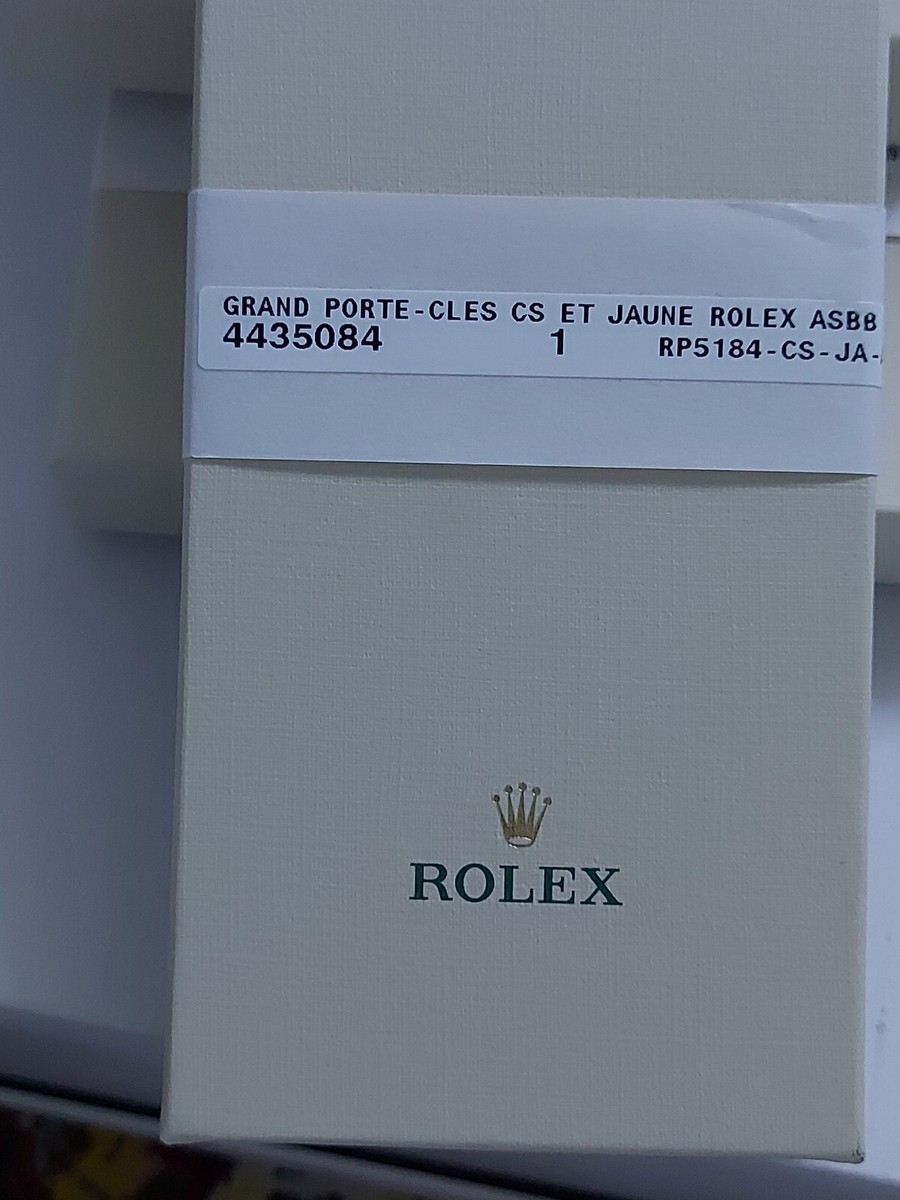 GRAND PORTE-CLES CS ET JAUNE ROLEX ASBB
4435084 1 RP5184-CS-JA-
ROLEX